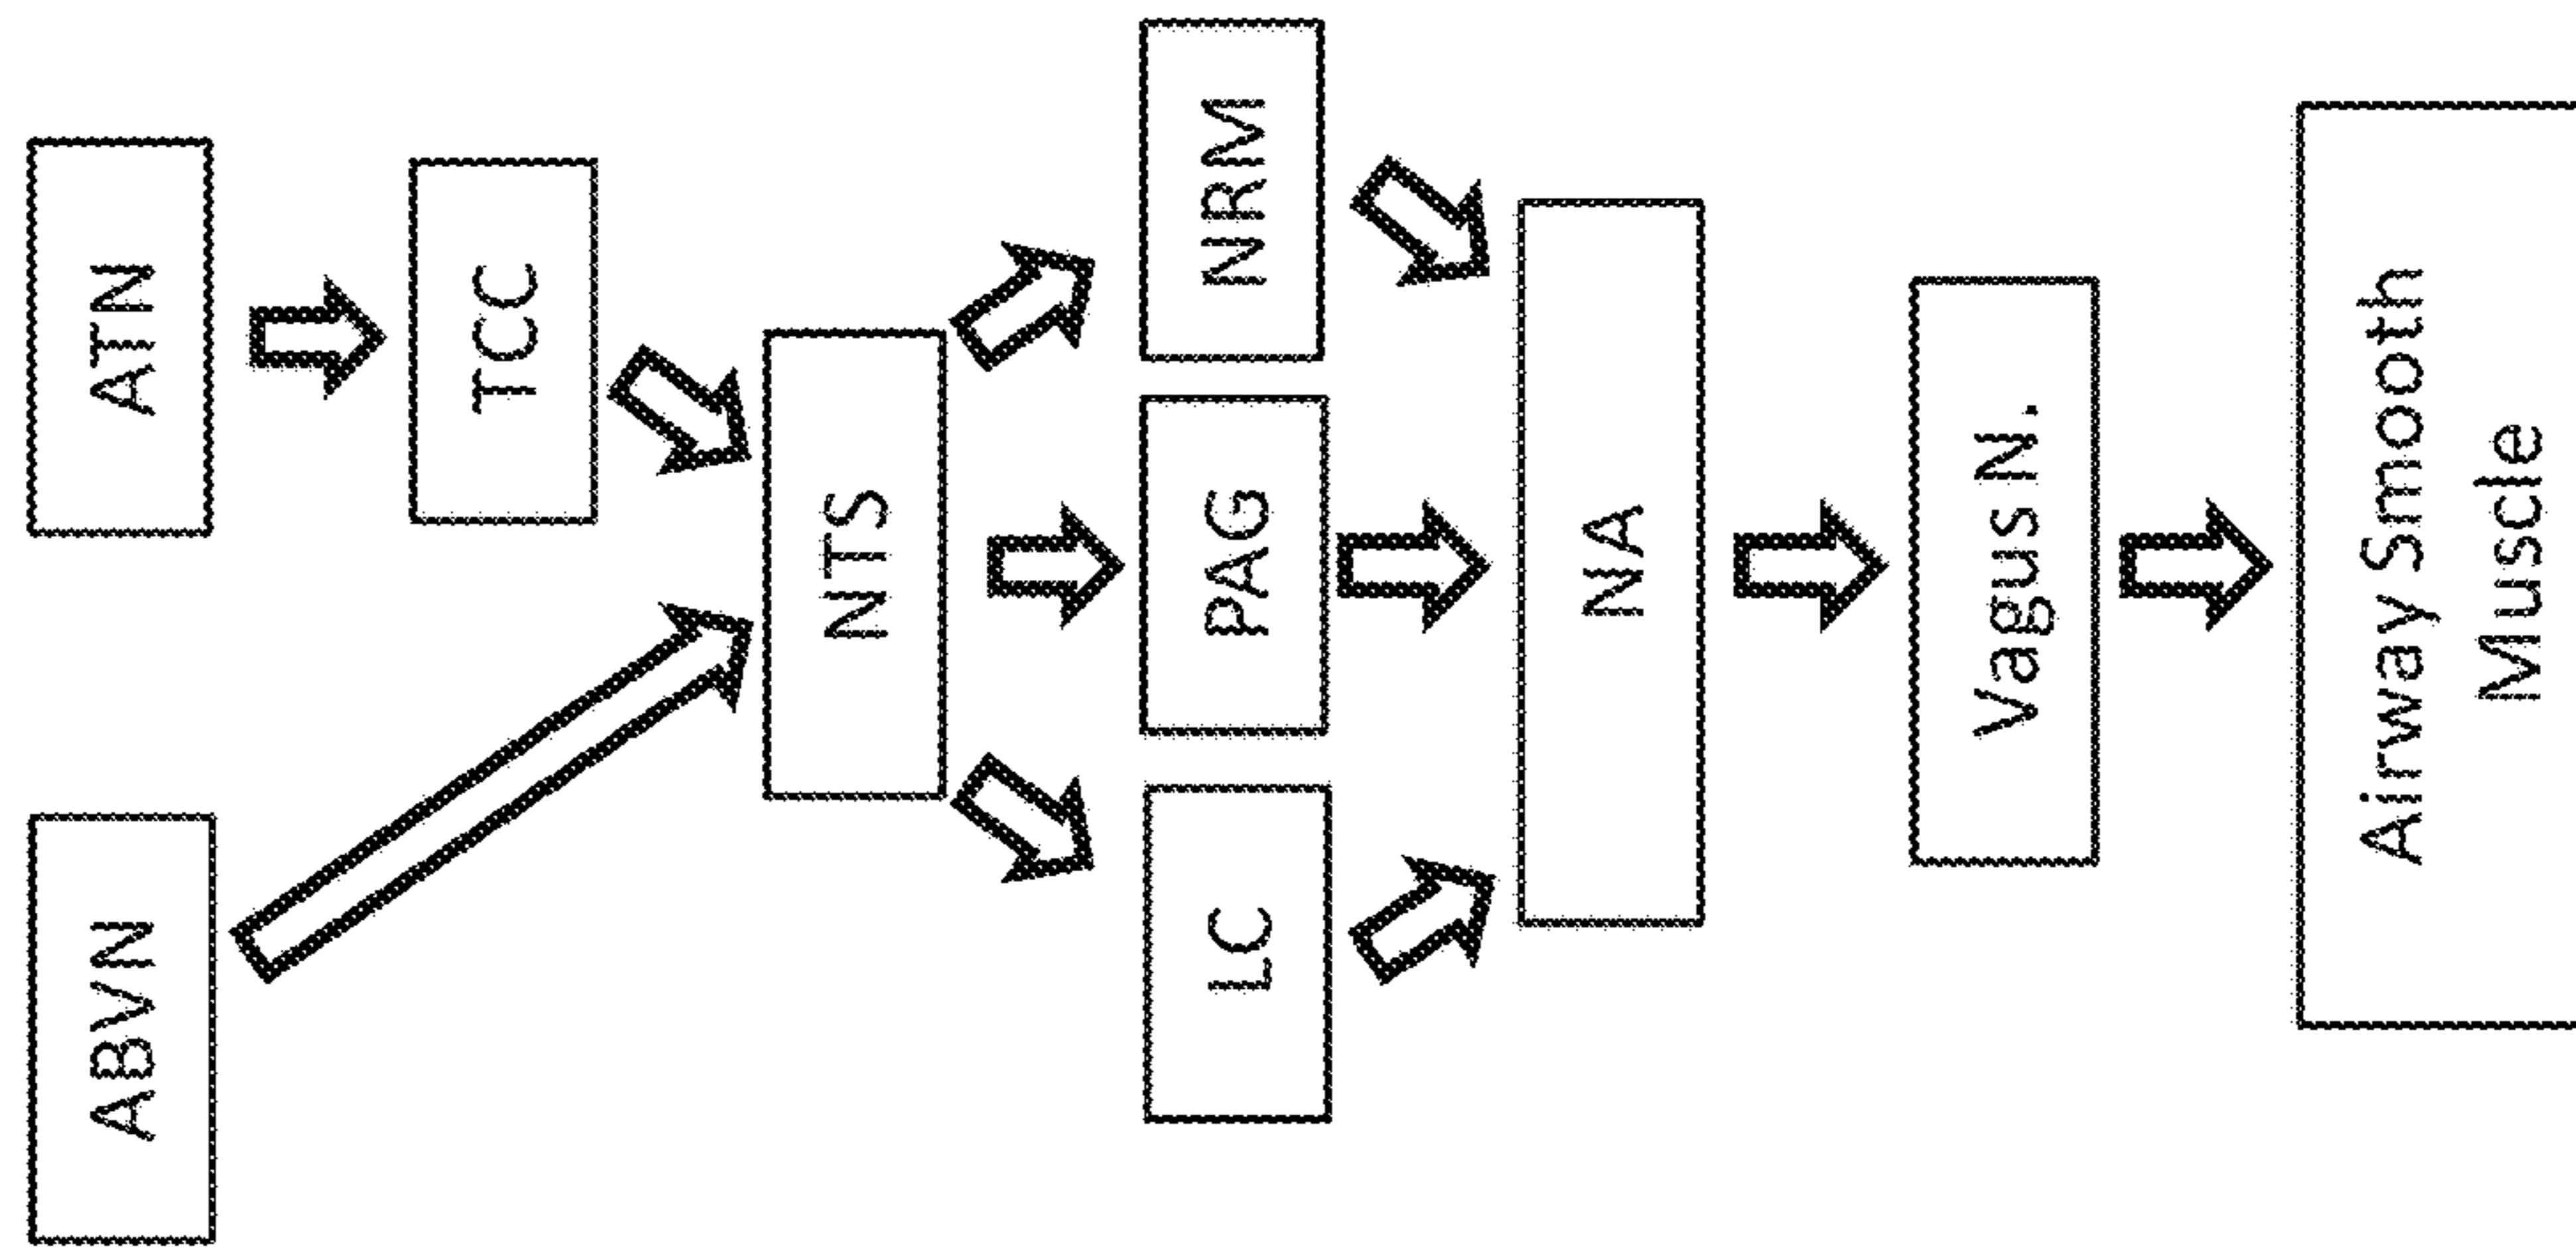 ABVN
ATN
TCC
NTS
LC
PAG
NRM
NA
Vagus N.
Airway Smooth
Muscle